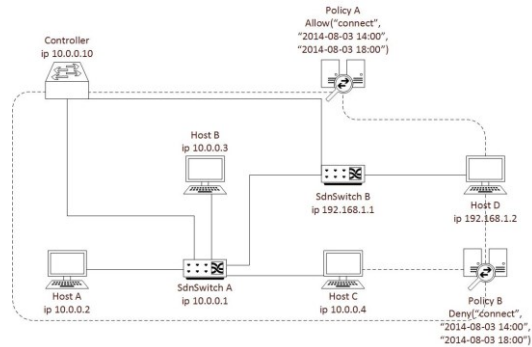 Policy A
Allow("connect",
"2014-08-03 14:00",
"2014-08-03 18:00")
Controller
ip 10.0.0.10
Host B
ip 10.0.0.3
SdnSwitch B
ip 192.168.1.1
Host D
ip 192.168.1.2
Host A
ip 10.0.0.2
SdnSwitch A
ip 10.0.0.1
Host C
ip 10.0.0.4
Policy B
Deny("connect",
"2014-08-03 14:00",
"2014-08-03 18:00")